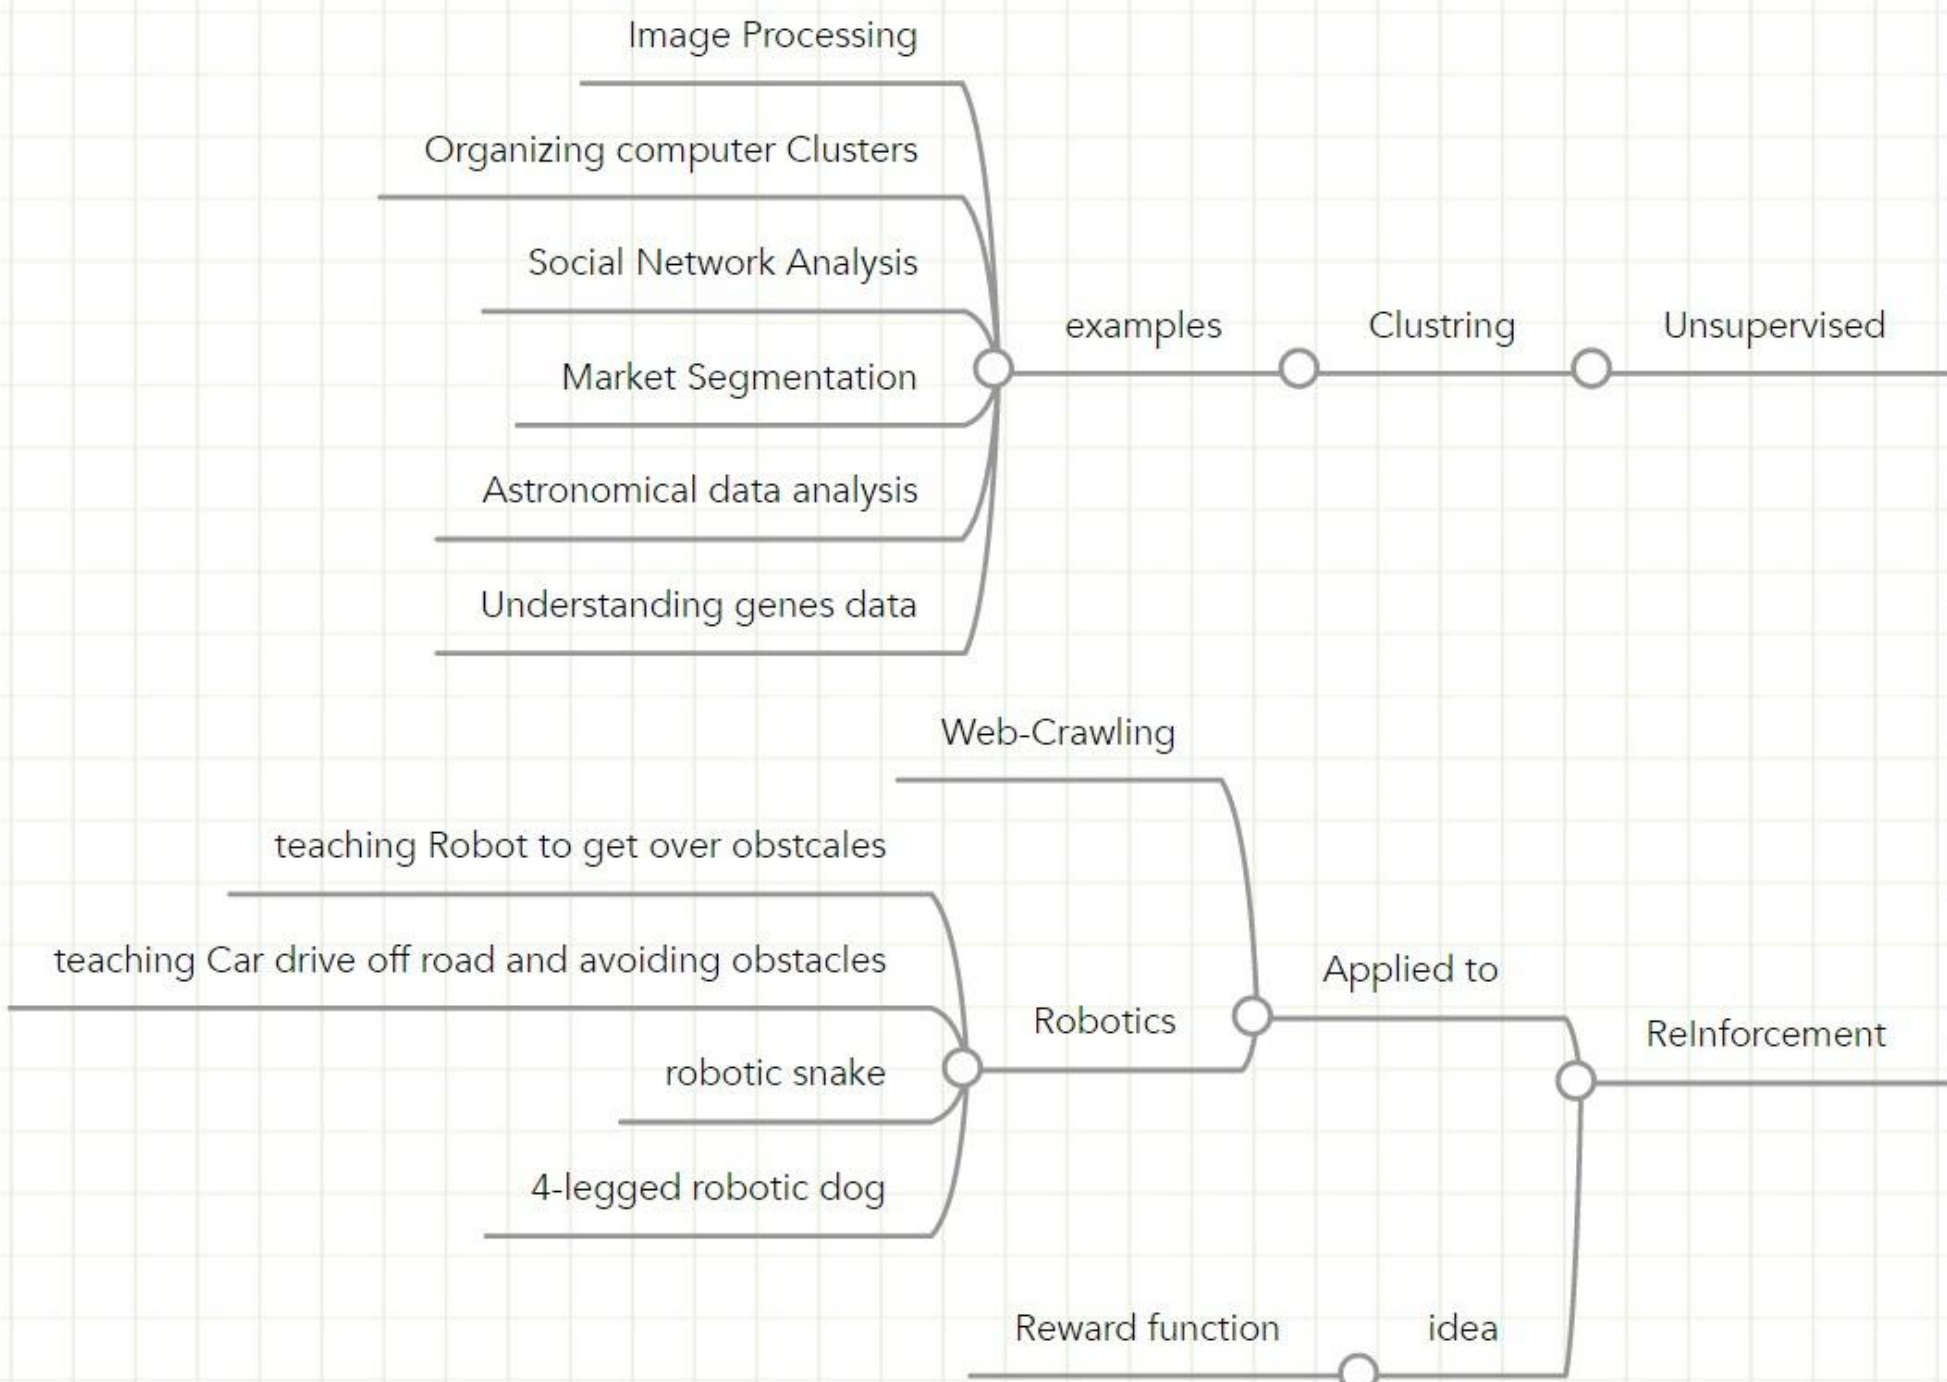 Image Processing
Organizing computer Clusters
Social Network Analysis
examples
Clustring
Unsupervised
Market Segmentation
Astronomical data analysis
Understanding genes data
Web-Crawling
teaching Robot to get over obstcales
teaching Car drive off road and avoiding obstacles
Applied to
Robotics
ReInforcement
robotic snake
4-legged robotic dog
Reward function
idea